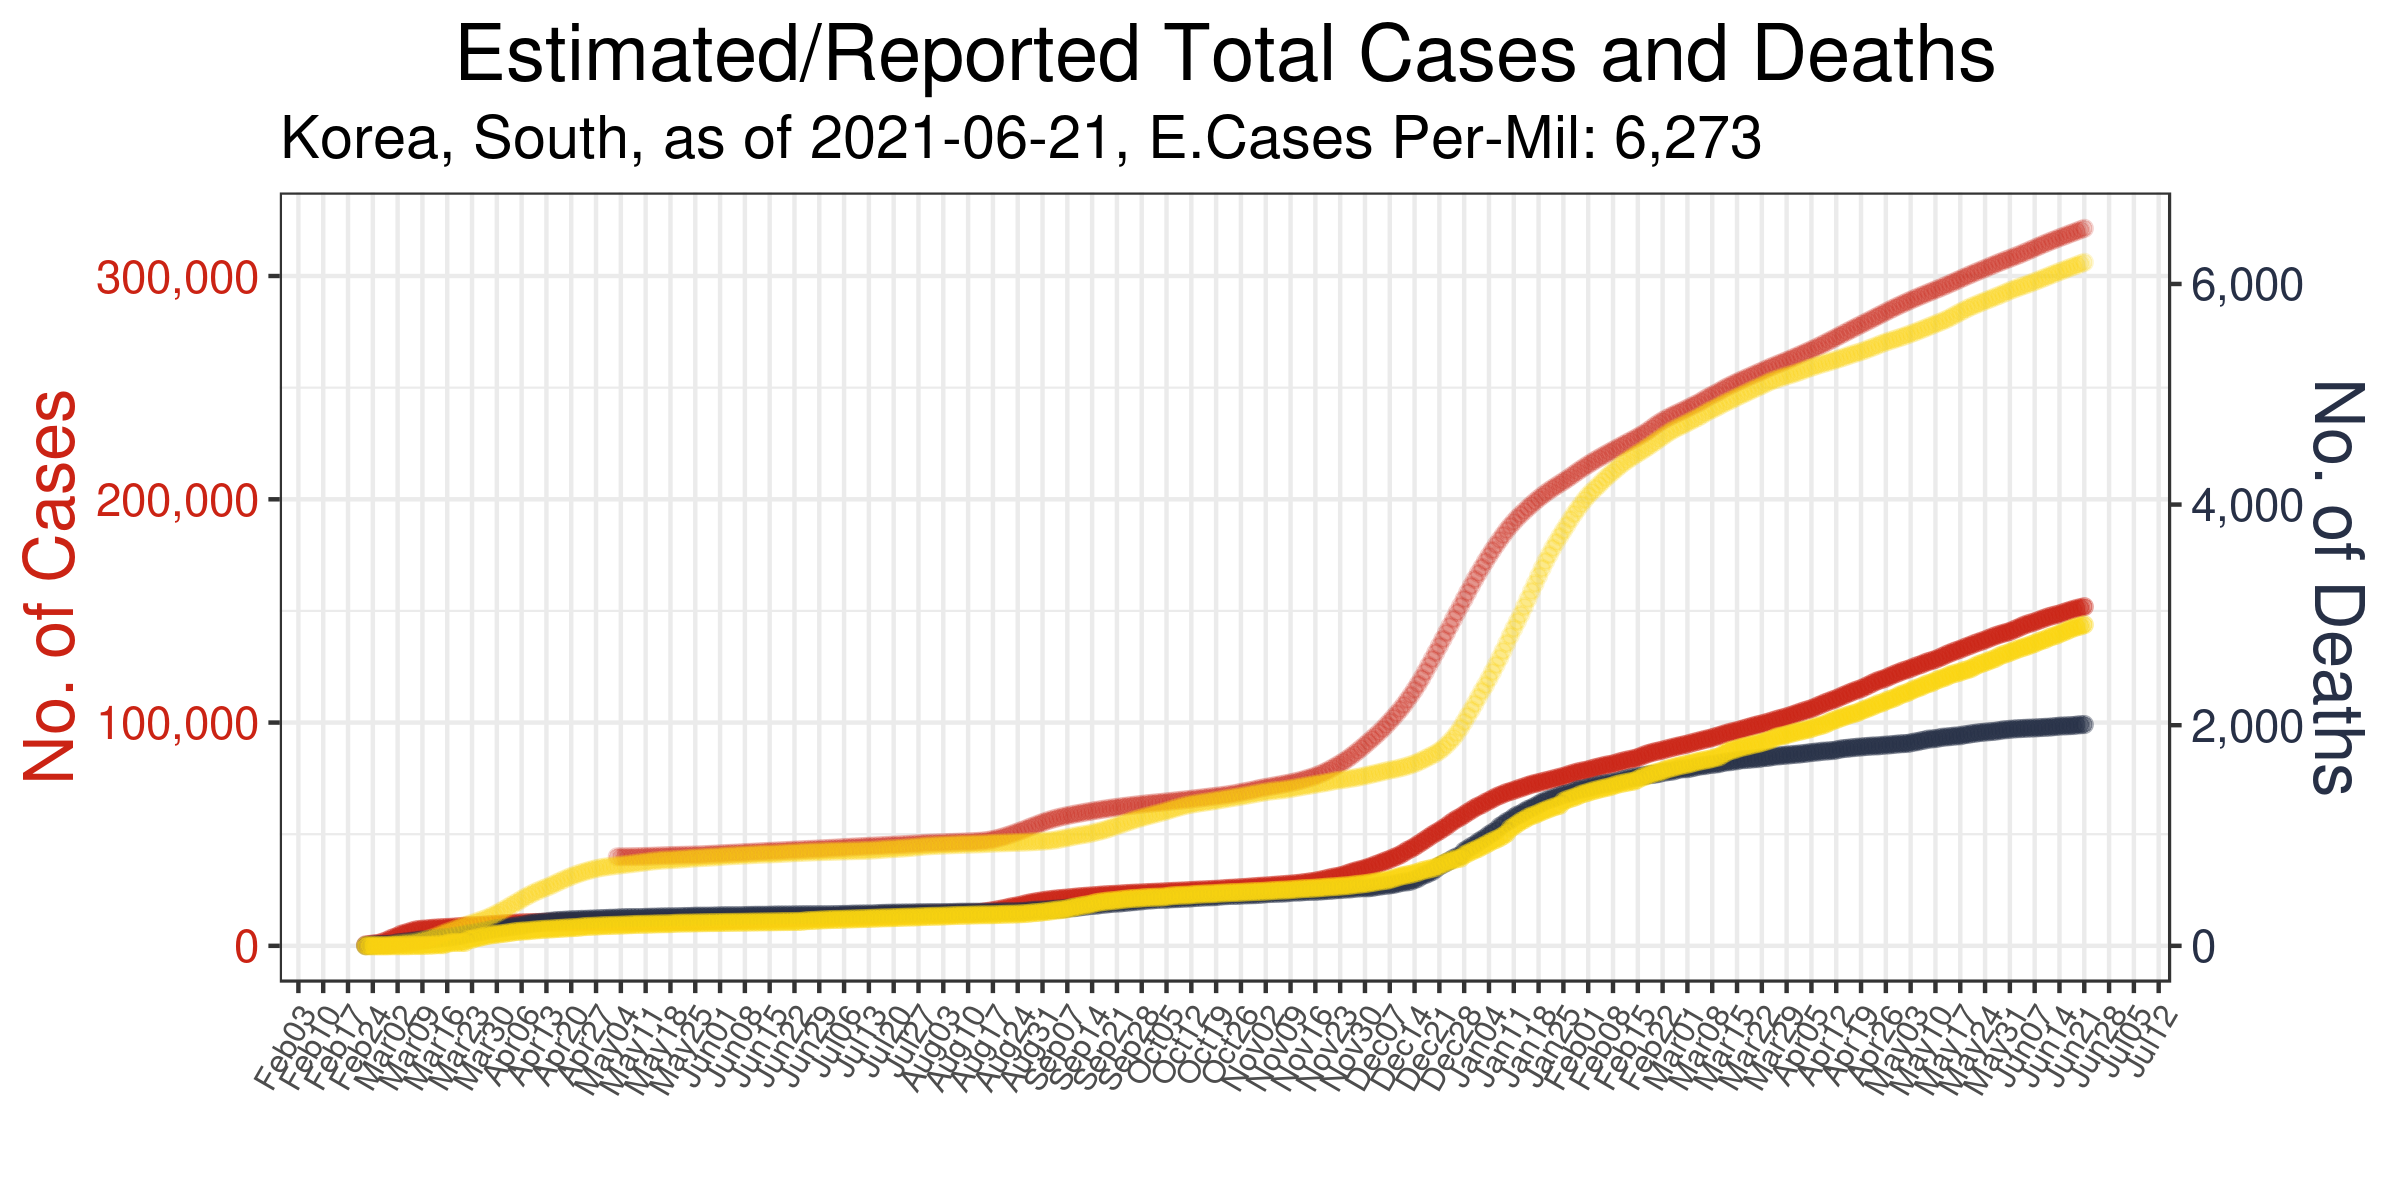 Estimated/Reported Total Cases and Deaths
Korea, South, as of 2021-06-21, E.Cases Per-Mil: 6,273
No. of Cases
300,000
200,000
100,000
0
6,000
4,000
2,000
0
No. of Deaths
Feb03
Feb10
Feb17
Feb24
Mar02
Mar09
Mar16
Mar23
Mar30
Apr06
Apr13
Apr20
Apr27
May04
May11
May18
May25
Jun01
Jun08
Jun15
Jun22
Jun29
Jul06
Jul13
Jul20
Jul27
Aug03
Aug10
Aug17
Aug24
Aug31
Sep07
Sep14
Sep21
Sep28
Oct05
Oct12
Oct19
Oct26
Nov02
Nov09
Nov16
Nov23
Nov30
Dec07
Dec14
Dec21
Dec28
Jan04
Jan11
Jan18
Jan25
Feb01
Feb08
Feb15
Feb22
Mar01
Mar08
Mar15
Mar22
Mar29
Apr05
Apr12
Apr19
Apr26
May03
May10
May17
May24
May31
Jun07
Jun14
Jun21
Jun28
Jul05
Jul12